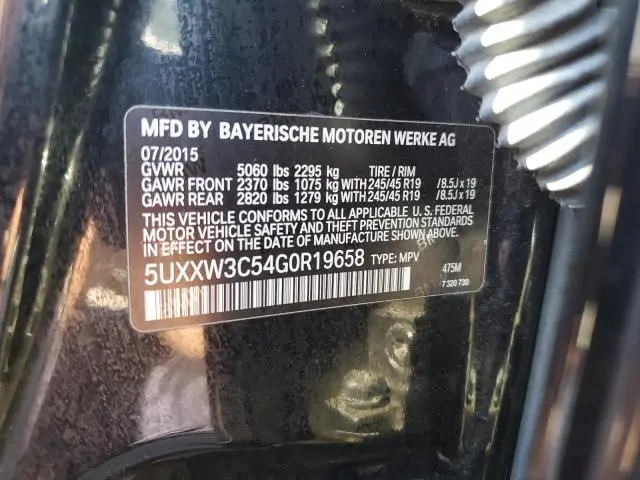 MFD BY BAYERISCHE MOTOREN WERKE AG
07/2015
GVWR 5060 lbs 2295 kg TIRE / RIM
GAWR FRONT 2370 lbs 1075 kg WITH 245/45 R19 /8.5J x 19
GAWR REAR 2820 lbs 1279 kg WITH 245/45 R19 /8.5J x 19
THIS VEHICLE CONFORMS TO ALL APPLICABLE U. S. FEDERAL
MOTOR VEHICLE SAFETY AND THEFT PREVENTION STANDARDS
IN EFFECT ON THE DATE OF MANUFACTURE SHOWN ABOVE.
5UXXW3C54G0R19658 TYPE: MPV 475M
7 320 730